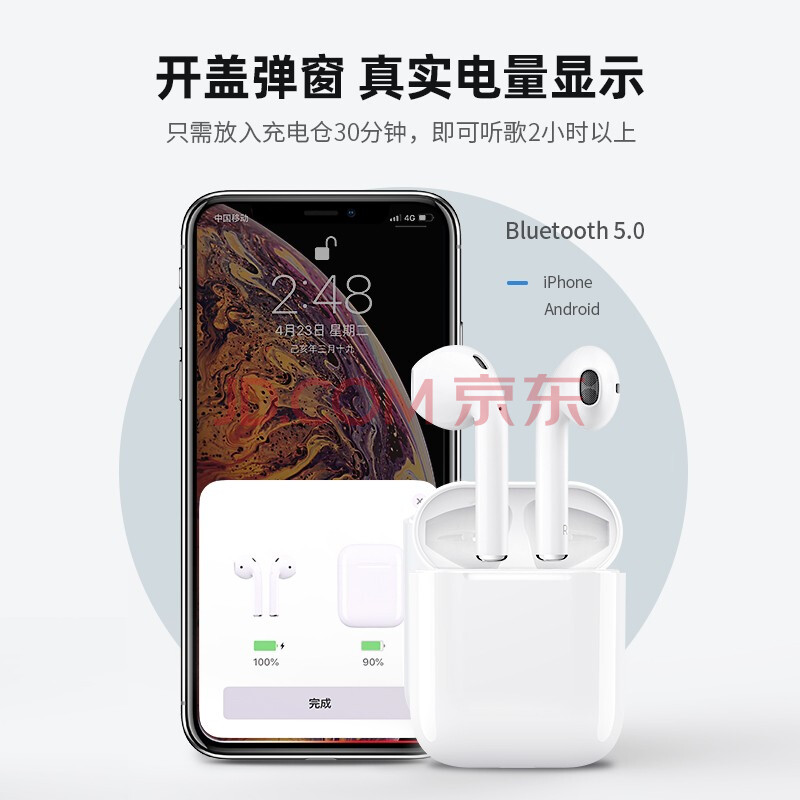 开盖弹窗 真实电量显示
只需放入充电仓30分钟，即可听歌2小时以上
中国移动
4G
Bluetooth 5.0
iPhone
Android
2:48
4月23日 星期二
己亥年三月十九
JD.COM 京东
R
100%
90%
完成